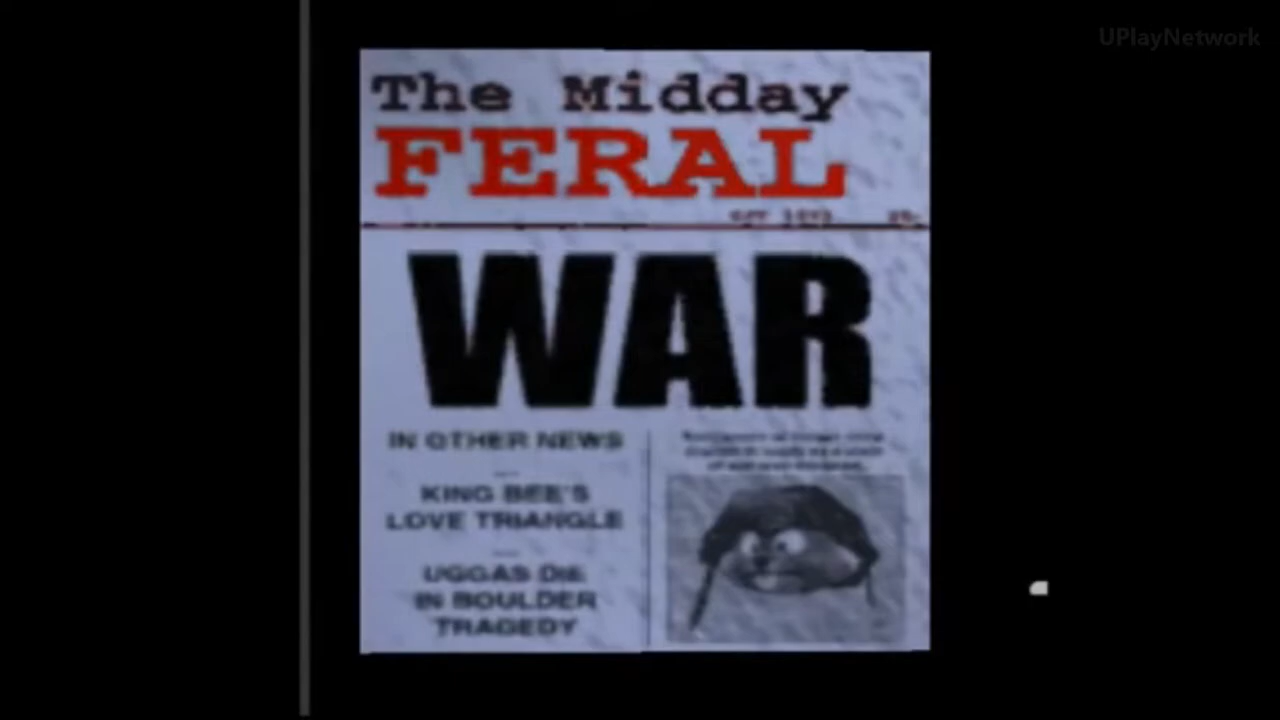 UPlayNetwork
The Midday
FERAL
WAR
IN OTHER NEWS
KING BEE'S
LOVE TRIANGLE
UGGAS DIE
IN BOULDER
TRAGEDY